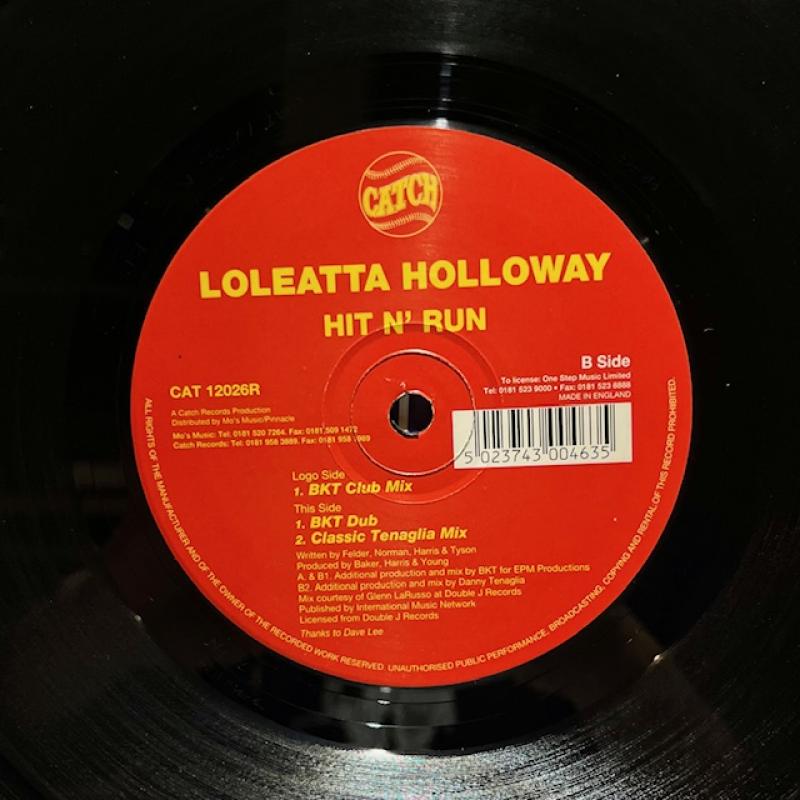 CATCH
LOLEATTA HOLLOWAY
HIT N' RUN
B Side
To license: One Step Music Limited
Tel: 0181 523 9000 • Fax: 0181 523 8888
MADE IN ENGLAND
CAT 12026R
A Catch Records Production
Distributed by Mo's Music/Pinnacle
Mo's Music: Tel: 0181 520 7264. Fax: 0181 509 1472
Catch Records: Tel: 0181 958 3689. Fax: 0181 958 1969
5 023743 004635
Logo Side
1. BKT Club Mix
This Side
1. BKT Dub
2. Classic Tenaglia Mix
Written by Felder, Norman, Harris & Tyson
Produced by Baker, Harris & Young
A. & B1. Additional production and mix by BKT for EPM Productions
B2. Additional production and mix by Danny Tenaglia
Mix courtesy of Glenn LaRusso at Double J Records
Published by International Music Network
Licensed from Double J Records
Thanks to Dave Lee
ALL RIGHTS OF THE MANUFACTURER AND OF THE OWNER OF THE RECORDED WORK RESERVED. UNAUTHORISED PUBLIC PERFORMANCE, BROADCASTING, COPYING AND RENTAL OF THIS RECORD PROHIBITED.